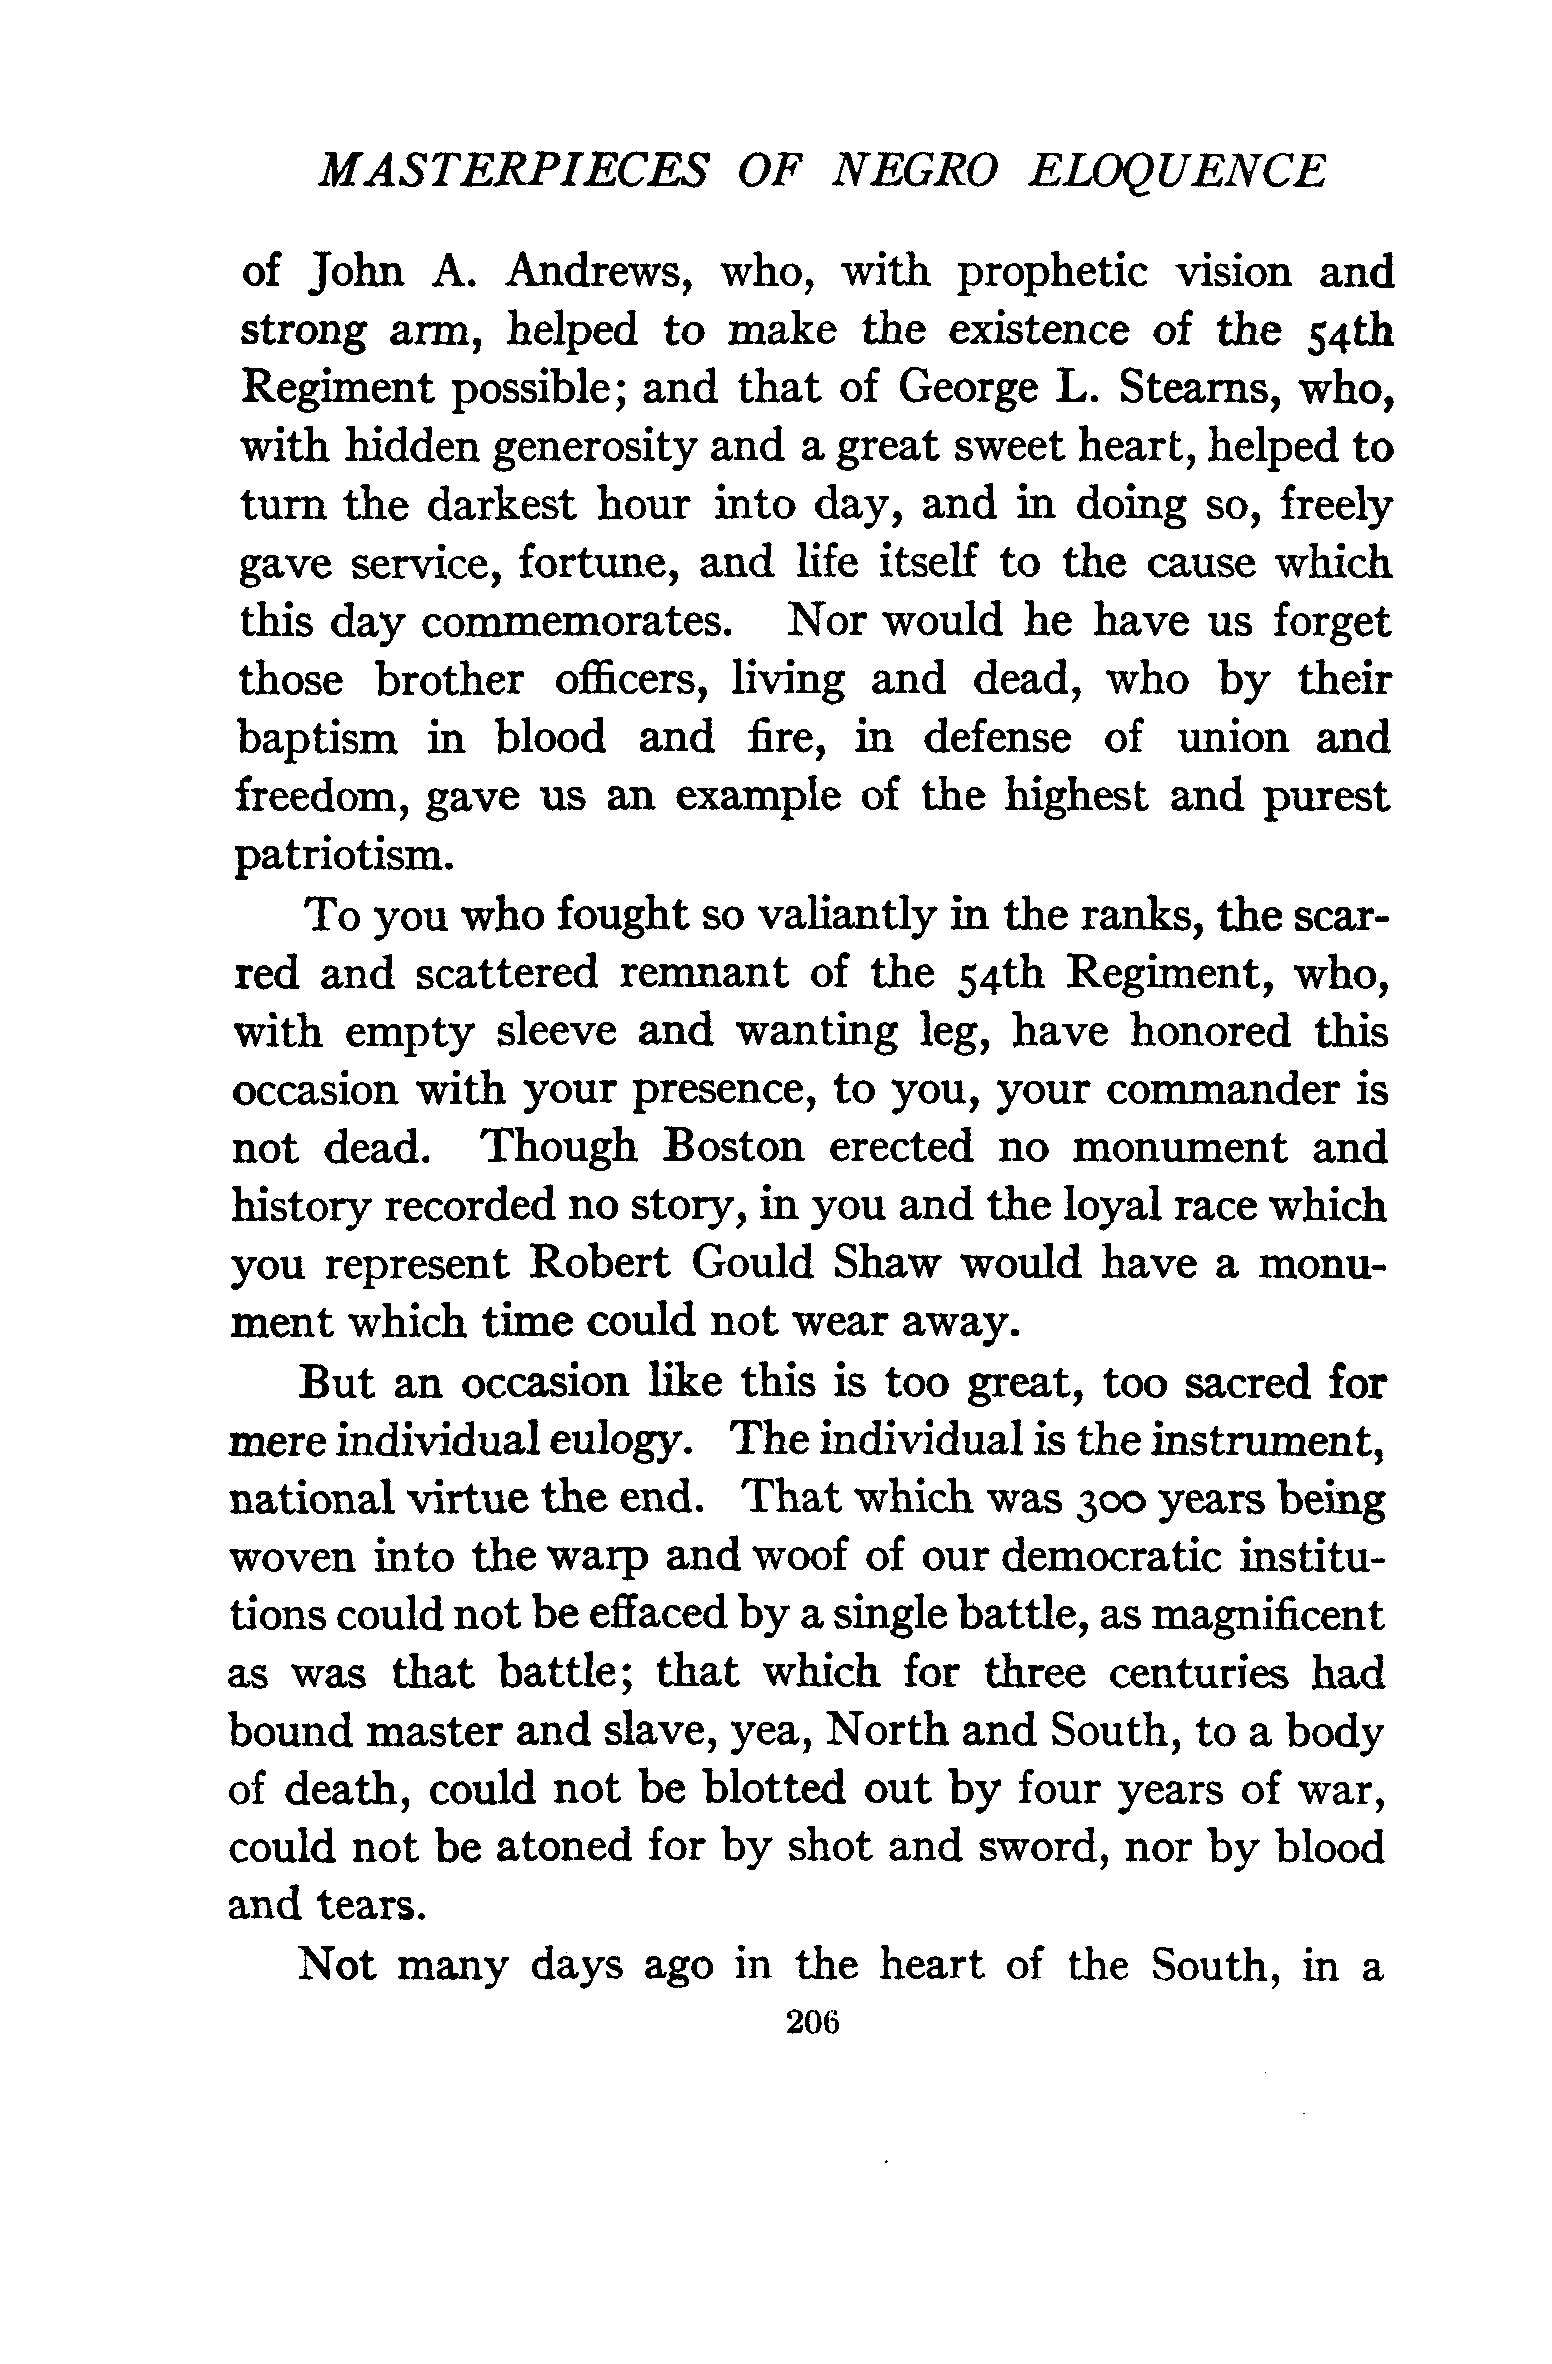 MASTERPIECES OF NEGRO ELOQUENCE
of John A. Andrews, who, with prophetic vision and
strong arm, helped to make the existence of the 54th
Regiment possible; and that of George L. Stearns, who,
with hidden generosity and a great sweet heart, helped to
turn the darkest hour into day, and in doing so, freely
gave service, fortune, and life itself to the cause which
this day commemorates. Nor would he have us forget
those brother officers, living and dead, who by their
baptism in blood and fire, in defense of union and
freedom, gave us an example of the highest and purest
patriotism.
To you who fought so valiantly in the ranks, the scar-
red and scattered remnant of the 54th Regiment, who,
with empty sleeve and wanting leg, have honored this
occasion with your presence, to you, your commander is
not dead. Though Boston erected no monument and
history recorded no story, in you and the loyal race which
you represent Robert Gould Shaw would have a monu-
ment which time could not wear away.
But an occasion like this is too great, too sacred for
mere individual eulogy. The individual is the instrument,
national virtue the end. That which was 300 years being
woven into the warp and woof of our democratic institu-
tions could not be effaced by a single battle, as magnificent
as was that battle; that which for three centuries had
bound master and slave, yea, North and South, to a body
of death, could not be blotted out by four years of war,
could not be atoned for by shot and sword, nor by blood
and tears.
Not many days ago in the heart of the South, in a
206